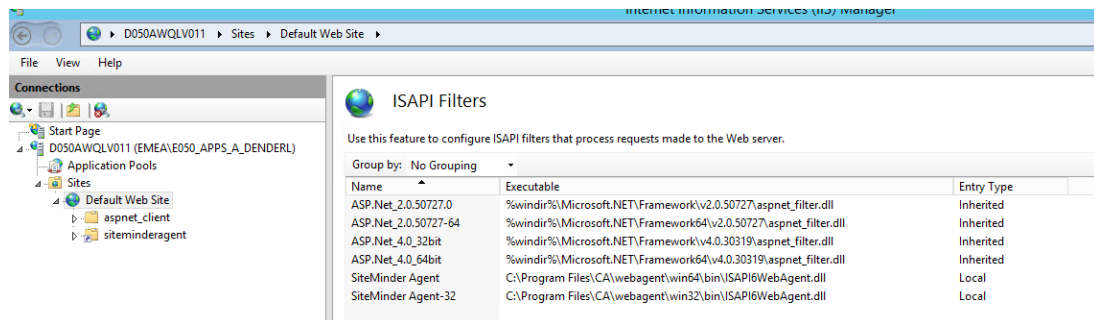 Internet Information Services (IIS) Manager
D050AWQLV011 Sites Default Web Site
File View Help
Connections
Start Page
D050AWQLV011 (EMEA\E050_APPS_A_DENDERL)
Application Pools
Sites
Default Web Site
aspnet_client
siteminderagent
ISAPI Filters
Use this feature to configure ISAPI filters that process requests made to the Web server.
Group by: No Grouping
Name Executable Entry Type
ASP.Net_2.0.50727.0 %windir%\Microsoft.NET\Framework\v2.0.50727\aspnet_filter.dll Inherited
ASP.Net_2.0.50727-64 %windir%\Microsoft.NET\Framework64\v2.0.50727\aspnet_filter.dll Inherited
ASP.Net_4.0_32bit %windir%\Microsoft.NET\Framework\v4.0.30319\aspnet_filter.dll Inherited
ASP.Net_4.0_64bit %windir%\Microsoft.NET\Framework64\v4.0.30319\aspnet_filter.dll Inherited
SiteMinder Agent C:\Program Files\CA\webagent\win64\bin\ISAPI6WebAgent.dll Local
SiteMinder Agent-32 C:\Program Files\CA\webagent\win32\bin\ISAPI6WebAgent.dll Local